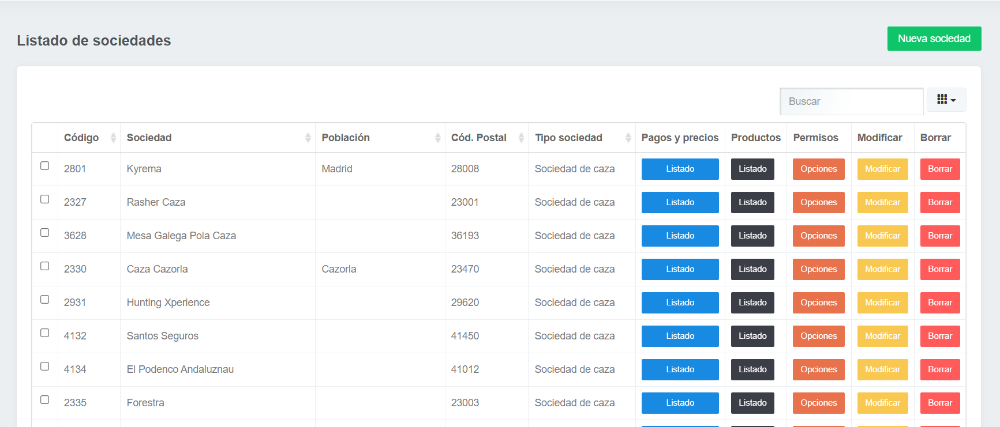 Listado de sociedades
Nueva sociedad
Buscar
Código Sociedad Población Cód. Postal Tipo sociedad Pagos y precios Productos Permisos Modificar Borrar
2801 Kyrema Madrid 28008 Sociedad de caza Listado Listado Opciones Modificar Borrar
2327 Rasher Caza 23001 Sociedad de caza Listado Listado Opciones Modificar Borrar
3628 Mesa Galega Pola Caza 36193 Sociedad de caza Listado Listado Opciones Modificar Borrar
2330 Caza Cazorla Cazorla 23470 Sociedad de caza Listado Listado Opciones Modificar Borrar
2931 Hunting Xperience 29620 Sociedad de caza Listado Listado Opciones Modificar Borrar
4132 Santos Seguros 41450 Sociedad de caza Listado Listado Opciones Modificar Borrar
4134 El Podenco Andaluznau 41012 Sociedad de caza Listado Listado Opciones Modificar Borrar
2335 Forestra 23003 Sociedad de caza Listado Listado Opciones Modificar Borrar